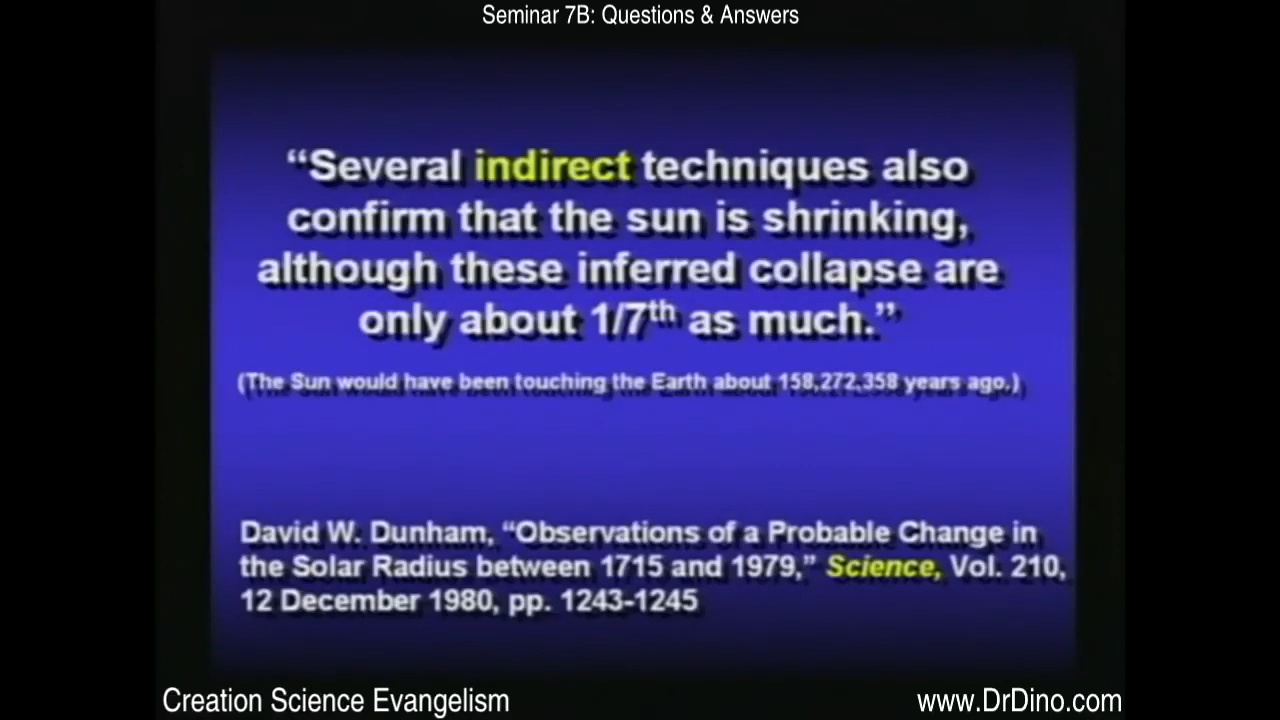 Seminar 7B: Questions & Answers
“Several indirect techniques also
confirm that the sun is shrinking,
although these inferred collapse are
only about 1/7th as much.”
(The Sun would have been touching the Earth about 158,272,358 years ago.)
David W. Dunham, “Observations of a Probable Change in
the Solar Radius between 1715 and 1979,” Science, Vol. 210,
12 December 1980, pp. 1243-1245
Creation Science Evangelism
www.DrDino.com